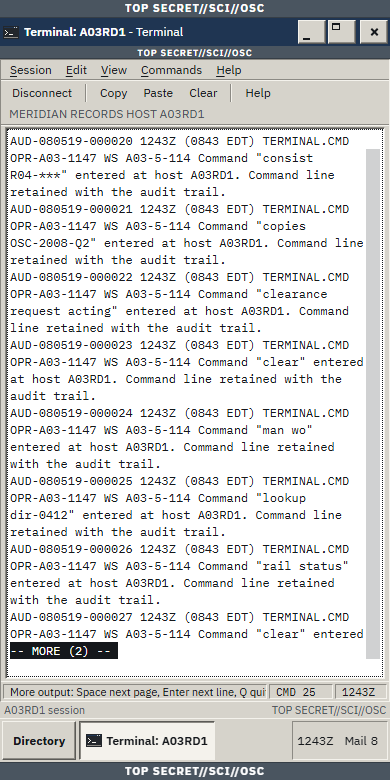 TOP SECRET//SCI//OSC
Terminal: A03RD1 - Terminal
TOP SECRET//SCI//OSC
Session Edit View Commands Help
Disconnect Copy Paste Clear Help
MERIDIAN RECORDS HOST A03RD1
AUD-080519-000020 1243Z (0843 EDT) TERMINAL.CMD
OPR-A03-1147 WS A03-5-114 Command "consist
R04-***" entered at host A03RD1. Command line
retained with the audit trail.
AUD-080519-000021 1243Z (0843 EDT) TERMINAL.CMD
OPR-A03-1147 WS A03-5-114 Command "copies
OSC-2008-Q2" entered at host A03RD1. Command line
retained with the audit trail.
AUD-080519-000022 1243Z (0843 EDT) TERMINAL.CMD
OPR-A03-1147 WS A03-5-114 Command "clearance
request acting" entered at host A03RD1. Command
line retained with the audit trail.
AUD-080519-000023 1243Z (0843 EDT) TERMINAL.CMD
OPR-A03-1147 WS A03-5-114 Command "clear" entered
at host A03RD1. Command line retained with the
audit trail.
AUD-080519-000024 1243Z (0843 EDT) TERMINAL.CMD
OPR-A03-1147 WS A03-5-114 Command "man wo"
entered at host A03RD1. Command line retained
with the audit trail.
AUD-080519-000025 1243Z (0843 EDT) TERMINAL.CMD
OPR-A03-1147 WS A03-5-114 Command "lookup
dir-0412" entered at host A03RD1. Command line
retained with the audit trail.
AUD-080519-000026 1243Z (0843 EDT) TERMINAL.CMD
OPR-A03-1147 WS A03-5-114 Command "rail status"
entered at host A03RD1. Command line retained
with the audit trail.
AUD-080519-000027 1243Z (0843 EDT) TERMINAL.CMD
OPR-A03-1147 WS A03-5-114 Command "clear" entered
-- MORE (2) --
More output: Space next page, Enter next line, Q qui CMD 25 1243Z
A03RD1 session TOP SECRET//SCI//OSC
Directory Terminal: A03RD1 1243Z Mail 8
TOP SECRET//SCI//OSC